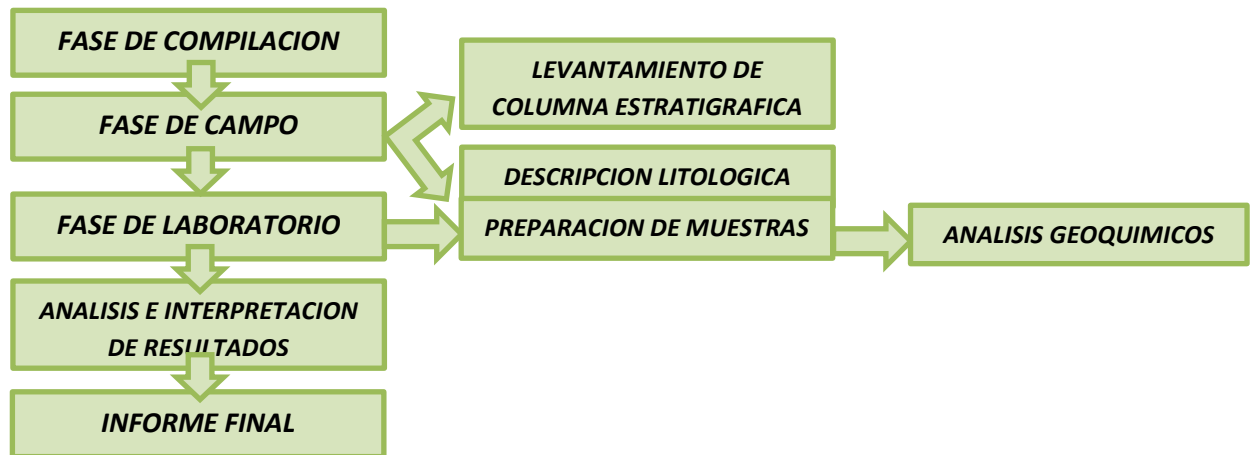 FASE DE COMPILACION
FASE DE CAMPO
LEVANTAMIENTO DE
COLUMNA ESTRATIGRAFICA
DESCRIPCION LITOLOGICA
FASE DE LABORATORIO
PREPARACION DE MUESTRAS
ANALISIS GEOQUIMICOS
ANALISIS E INTERPRETACION
DE RESULTADOS
INFORME FINAL